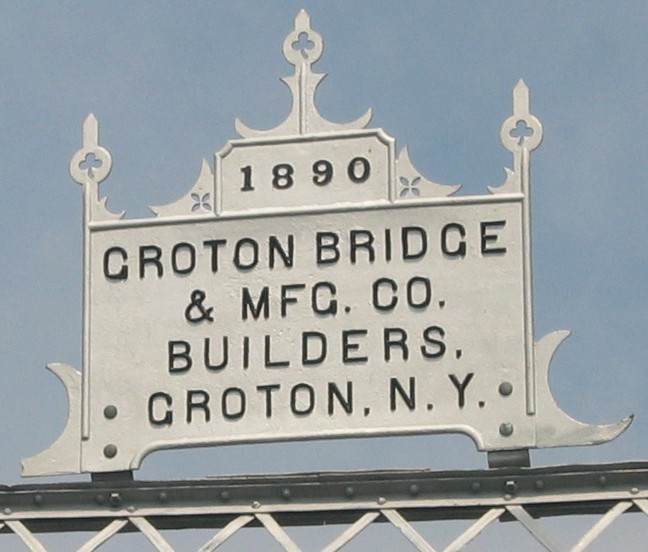 1890
GROTON BRIDGE
& MFG. CO.
BUILDERS,
GROTON, N.Y.